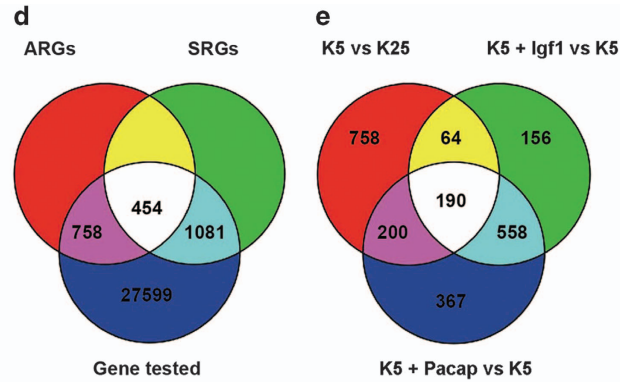 d
ARGs SRGs
454
758 1081
27599
Gene tested
e
K5 vs K25 K5 + Igf1 vs K5
758 64 156
190
200 558
367
K5 + Pacap vs K5